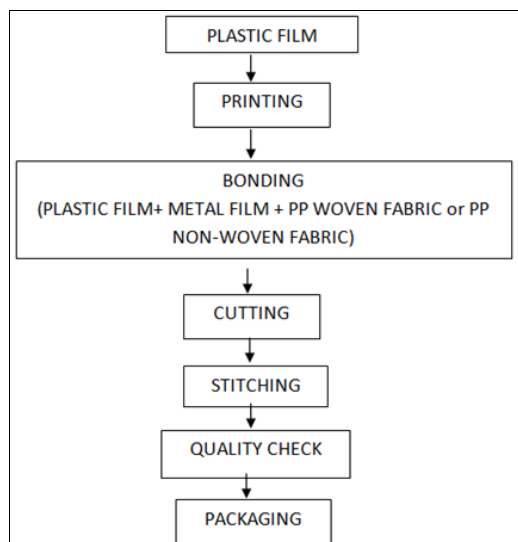 PLASTIC FILM
PRINTING
BONDING
(PLASTIC FILM+ METAL FILM + PP WOVEN FABRIC or PP
NON-WOVEN FABRIC)
CUTTING
STITCHING
QUALITY CHECK
PACKAGING